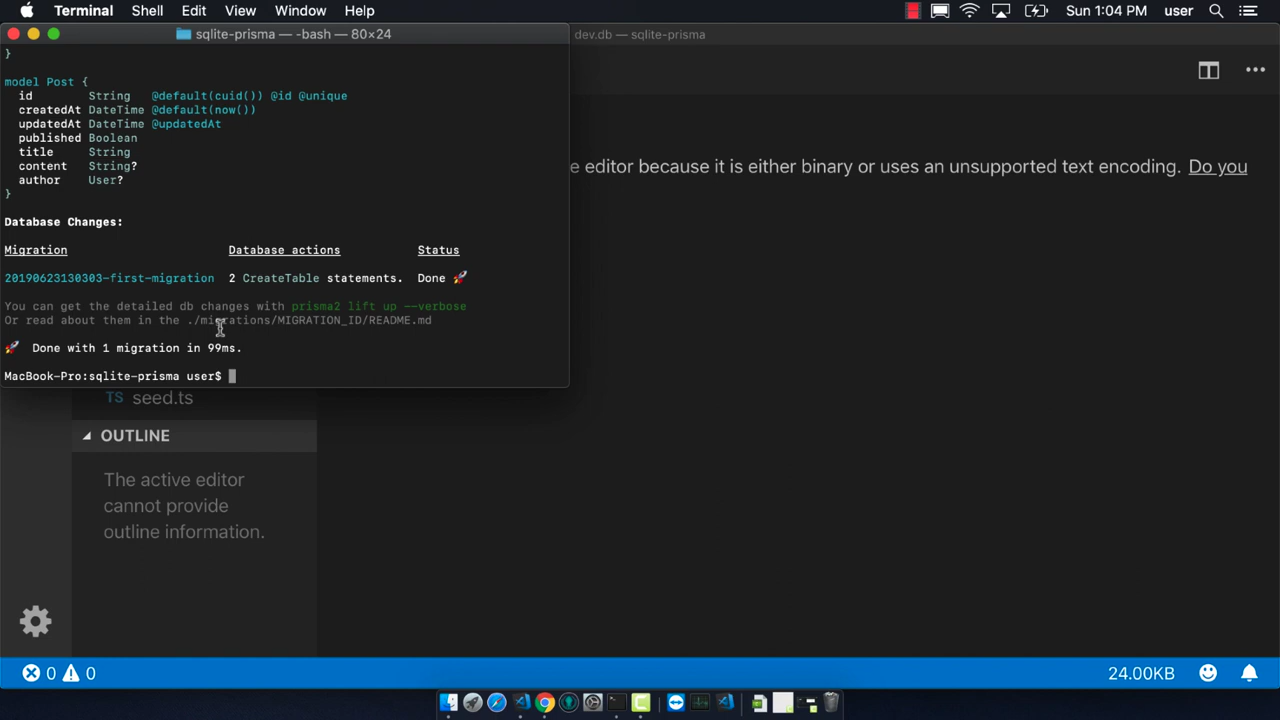 Terminal Shell Edit View Window Help Sun 1:04 PM user
sqlite-prisma — -bash — 80×24
dev.db — sqlite-prisma
}
model Post {
id String @default(cuid()) @id @unique
createdAt DateTime @default(now())
updatedAt DateTime @updatedAt
published Boolean
title String
content String?
author User?
}
Database Changes:
Migration Database actions Status
20190623130303-first-migration 2 CreateTable statements. Done 🚀
You can get the detailed db changes with prisma2 lift up --verbose
Or read about them in the ./migrations/MIGRATION_ID/README.md
🚀 Done with 1 migration in 99ms.
MacBook-Pro:sqlite-prisma user$
e editor because it is either binary or uses an unsupported text encoding. Do you
TS seed.ts
OUTLINE
The active editor
cannot provide
outline information.
0 0 24.00KB